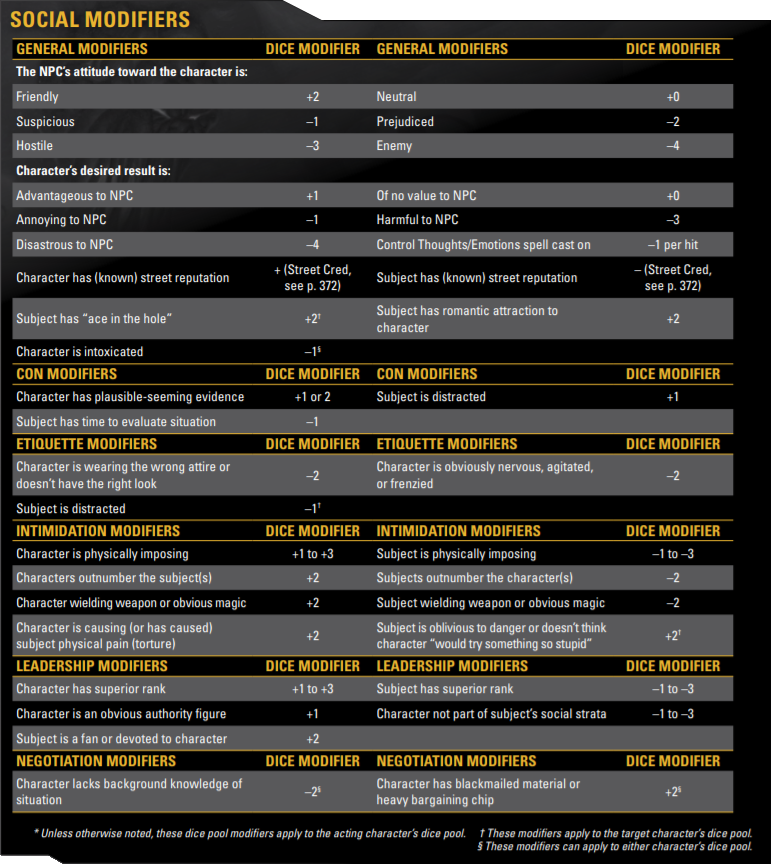 SOCIAL MODIFIERS
GENERAL MODIFIERS DICE MODIFIER GENERAL MODIFIERS DICE MODIFIER
The NPC's attitude toward the character is:
Friendly +2 Neutral +0
Suspicious –1 Prejudiced –2
Hostile –3 Enemy –4
Character's desired result is:
Advantageous to NPC +1 Of no value to NPC +0
Annoying to NPC –1 Harmful to NPC –3
Disastrous to NPC –4 Control Thoughts/Emotions spell cast on –1 per hit
Character has (known) street reputation + (Street Cred, see p. 372) Subject has (known) street reputation – (Street Cred, see p. 372)
Subject has "ace in the hole" +2† Subject has romantic attraction to character +2
Character is intoxicated –1§
CON MODIFIERS DICE MODIFIER CON MODIFIERS DICE MODIFIER
Character has plausible-seeming evidence +1 or 2 Subject is distracted +1
Subject has time to evaluate situation –1
ETIQUETTE MODIFIERS DICE MODIFIER ETIQUETTE MODIFIERS DICE MODIFIER
Character is wearing the wrong attire or doesn't have the right look –2 Character is obviously nervous, agitated, or frenzied –2
Subject is distracted –1†
INTIMIDATION MODIFIERS DICE MODIFIER INTIMIDATION MODIFIERS DICE MODIFIER
Character is physically imposing +1 to +3 Subject is physically imposing –1 to –3
Characters outnumber the subject(s) +2 Subjects outnumber the character(s) –2
Character wielding weapon or obvious magic +2 Subject wielding weapon or obvious magic –2
Character is causing (or has caused) subject physical pain (torture) +2 Subject is oblivious to danger or doesn't think character "would try something so stupid" +2†
LEADERSHIP MODIFIERS DICE MODIFIER LEADERSHIP MODIFIERS DICE MODIFIER
Character has superior rank +1 to +3 Subject has superior rank –1 to –3
Character is an obvious authority figure +1 Character not part of subject's social strata –1 to –3
Subject is a fan or devoted to character +2
NEGOTIATION MODIFIERS DICE MODIFIER NEGOTIATION MODIFIERS DICE MODIFIER
Character lacks background knowledge of situation –2§ Character has blackmailed material or heavy bargaining chip +2§
* Unless otherwise noted, these dice pool modifiers apply to the acting character's dice pool. † These modifiers apply to the target character's dice pool.
§ These modifiers can apply to either character's dice pool.